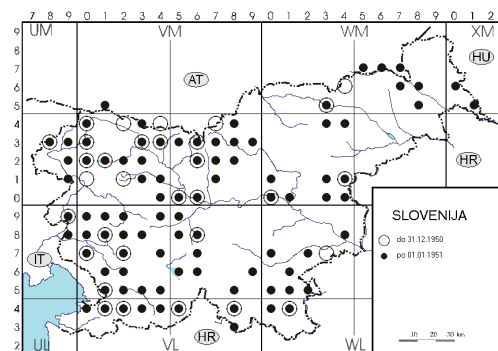 7 8 9 0 1 2 3 4 5 6 7 8 9 0 1 2 3 4 5 6 7 8 9 0 1
9 UM VM WM XM
8
HU
7
AT
6
5
4
3
HR
2
1
0
SLOVENIJA
9
do 31.12.1950
8
po 01.01.1951
7
IT
6
5
4
10 20 30 km
3
HR
2 UL VL WL